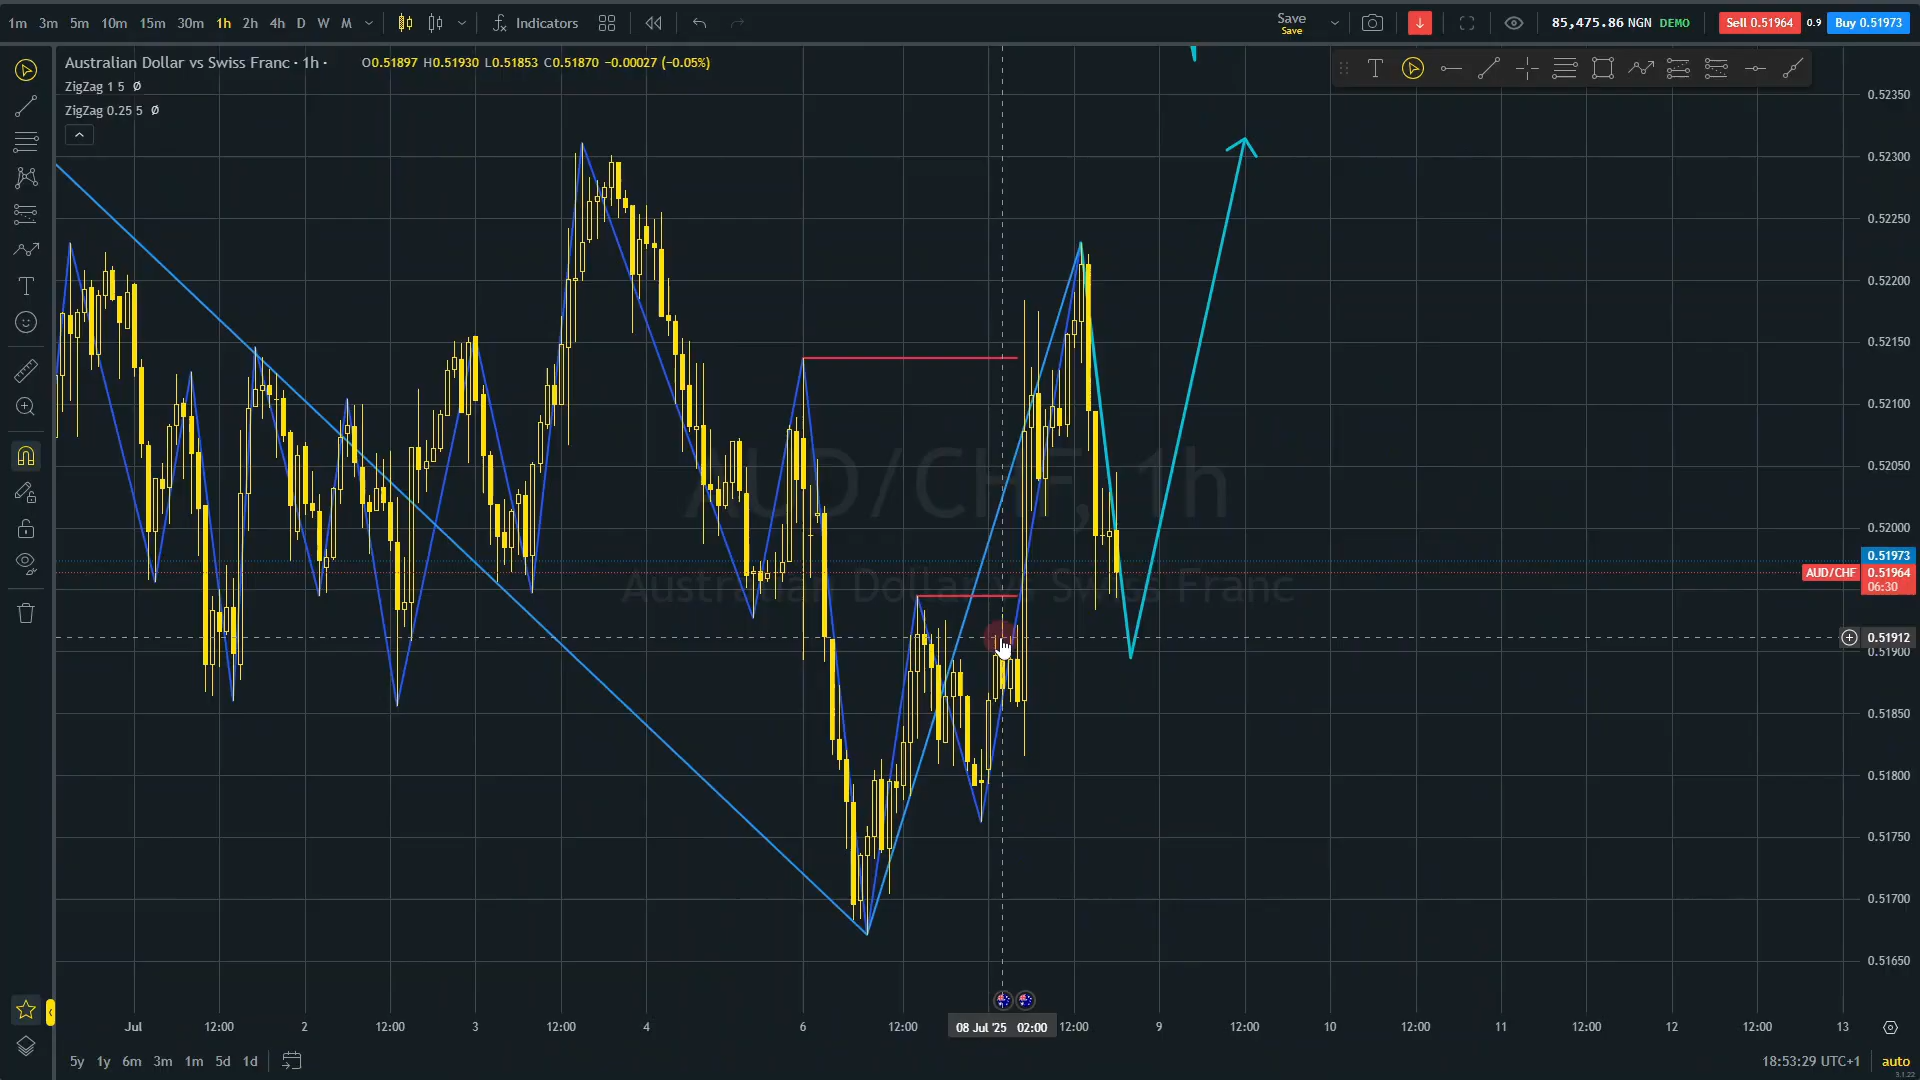 1m 3m 5m 10m 15m 30m 1h 2h 4h D W M Indicators Save Save 85,475.86 NGN DEMO Sell 0.51964 0.9 Buy 0.51973
Australian Dollar vs Swiss Franc · 1h · O0.51897 H0.51930 L0.51853 C0.51870 −0.00027 (−0.05%)
ZigZag 1 5 Ø
ZigZag 0.25 5 Ø
0.52350
0.52300
0.52250
0.52200
0.52150
0.52100
0.52050
0.52000
AUD/CHF, 1h
Australian Dollar vs Swiss Franc
0.51973
AUD/CHF 0.51964
06:30
0.51912
0.51900
0.51850
0.51800
0.51750
0.51700
0.51650
Jul 12:00 2 12:00 3 12:00 4 6 12:00 08 Jul '25 02:00 12:00 9 12:00 10 12:00 11 12:00 12 12:00 13
5y 1y 6m 3m 1m 5d 1d 18:53:29 UTC+1 auto
3.1.22